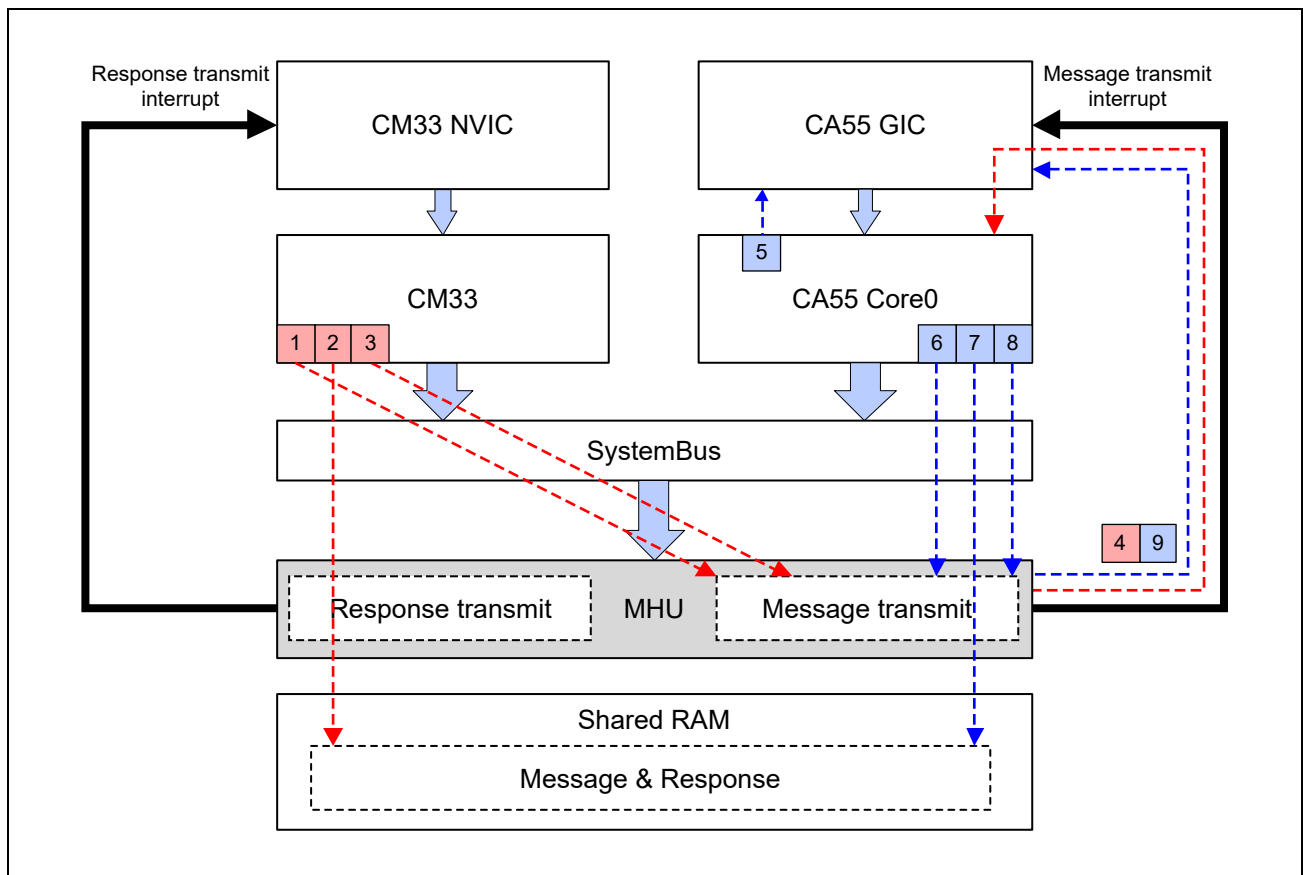 Response transmit
interrupt
Message transmit
interrupt
CM33 NVIC
CA55 GIC
5
CM33
CA55 Core0
1 2 3
6 7 8
SystemBus
4 9
Response transmit
MHU
Message transmit
Shared RAM
Message & Response